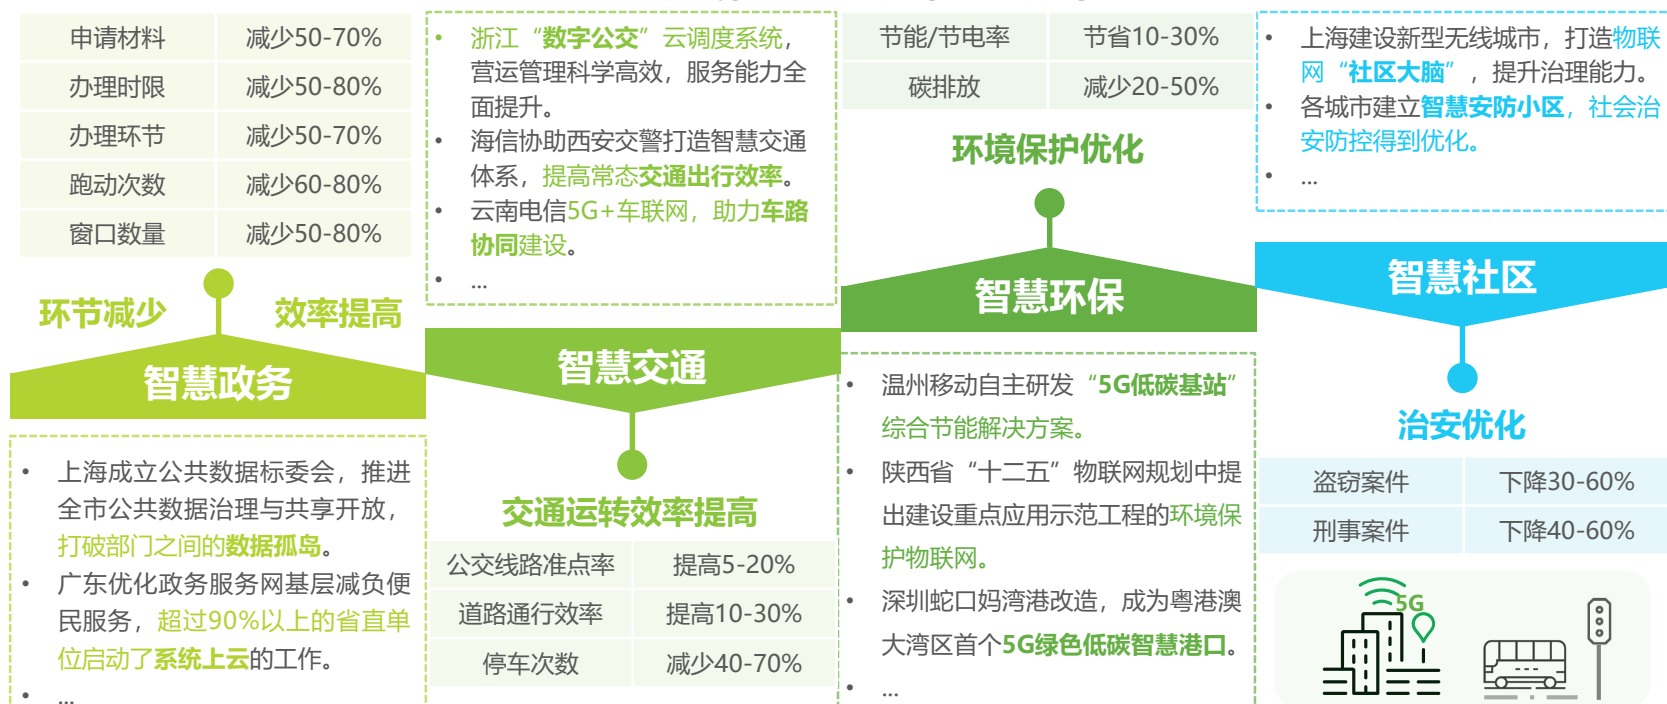 申请材料 减少50-70%
办理时限 减少50-80%
办理环节 减少50-70%
跑动次数 减少60-80%
窗口数量 减少50-80%
环节减少 效率提高
智慧政务
• 上海成立公共数据标委会，推进
全市公共数据治理与共享开放，
打破部门之间的数据孤岛。
• 广东优化政务服务网基层减负便
民服务，超过90%以上的省直单
位启动了系统上云的工作。
• ...
• 浙江“数字公交”云调度系统，
营运管理科学高效，服务能力全
面提升。
• 海信协助西安交警打造智慧交通
体系，提高常态交通出行效率。
• 云南电信5G+车联网，助力车路
协同建设。
• ...
智慧交通
交通运转效率提高
公交线路准点率 提高5-20%
道路通行效率 提高10-30%
停车次数 减少40-70%
节能/节电率 节省10-30%
碳排放 减少20-50%
环境保护优化
智慧环保
• 温州移动自主研发“5G低碳基站”
综合节能解决方案。
• 陕西省“十二五”物联网规划中提
出建设重点应用示范工程的环境保
护物联网。
• 深圳蛇口妈湾港改造，成为粤港澳
大湾区首个5G绿色低碳智慧港口。
• ...
• 上海建设新型无线城市，打造物联
网“社区大脑”，提升治理能力。
• 各城市建立智慧安防小区，社会治
安防控得到优化。
• ...
智慧社区
治安优化
盗窃案件 下降30-60%
刑事案件 下降40-60%
5G